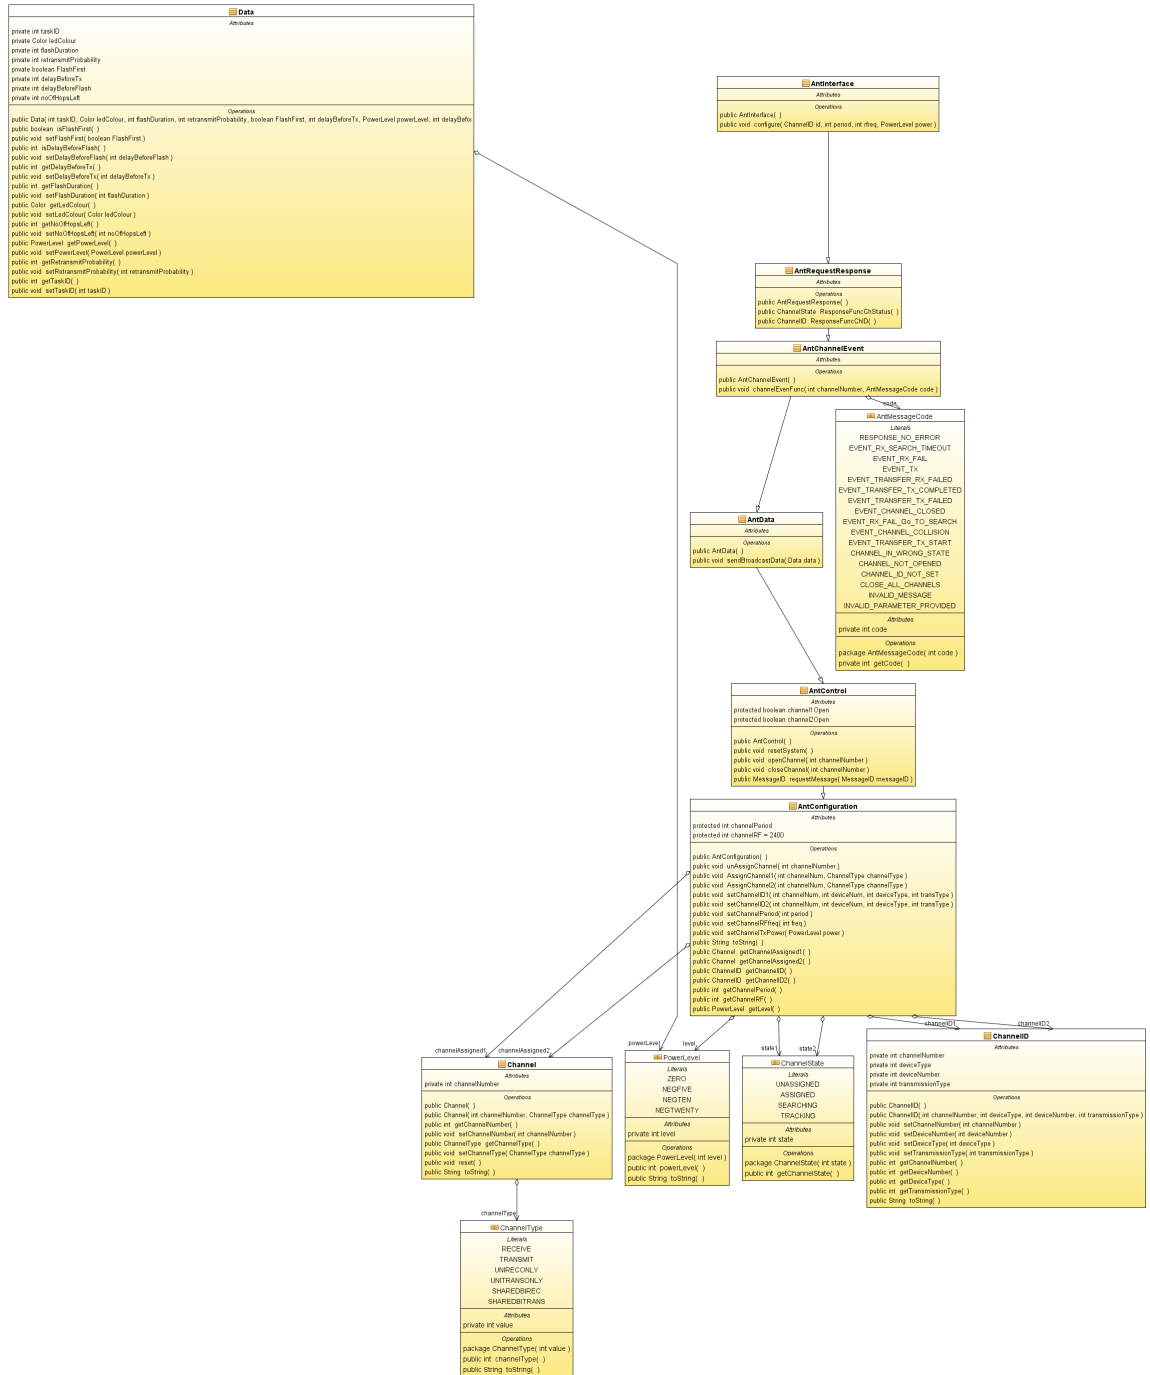 Data
Attributes
private int taskID
private Color ledColour
private int flashDuration
private int retransmitProbability
private boolean FlashFirst
private int delayBeforeTx
private int delayBeforeFlash
private int noOfHopsLeft
Operations
public Data( int taskID, Color ledColour, int flashDuration, int retransmitProbability, boolean FlashFirst, int delayBeforeTx, PowerLevel powerLevel, int delayBefo
public boolean isFlashFirst( )
public void setFlashFirst( boolean FlashFirst )
public int isDelayBeforeFlash( )
public void setDelayBeforeFlash( int delayBeforeFlash )
public int getDelayBeforeTx( )
public void setDelayBeforeTx( int delayBeforeTx )
public int getFlashDuration( )
public void setFlashDuration( int flashDuration )
public Color getLedColour( )
public void setLedColour( Color ledColour )
public int getNoOfHopsLeft( )
public void setNoOfHopsLeft( int noOfHopsLeft )
public PowerLevel getPowerLevel( )
public void setPowerLevel( PowerLevel powerLevel )
public int getRetransmitProbability( )
public void setRetransmitProbability( int retransmitProbability )
public int getTaskID( )
public void setTaskID( int taskID )
AntInterface
Attributes
Operations
public AntInterface( )
public void configure( ChannelID id, int period, int rfreq, PowerLevel power )
AntRequestResponse
Attributes
Operations
public AntRequestResponse( )
public ChannelState ResponseFuncChStatus( )
public ChannelID ResponseFuncChID( )
AntChannelEvent
Attributes
Operations
public AntChannelEvent( )
public void channelEvenFunc( int channelNumber, AntMessageCode code )
code
AntMessageCode
Literals
RESPONSE_NO_ERROR
EVENT_RX_SEARCH_TIMEOUT
EVENT_RX_FAIL
EVENT_TX
EVENT_TRANSFER_RX_FAILED
EVENT_TRANSFER_TX_COMPLETED
EVENT_TRANSFER_TX_FAILED
EVENT_CHANNEL_CLOSED
EVENT_RX_FAIL_Go_TO_SEARCH
EVENT_CHANNEL_COLLISION
EVENT_TRANSFER_TX_START
CHANNEL_IN_WRONG_STATE
CHANNEL_NOT_OPENED
CHANNEL_ID_NOT_SET
CLOSE_ALL_CHANNELS
INVALID_MESSAGE
INVALID_PARAMETER_PROVIDED
Attributes
private int code
Operations
package AntMessageCode( int code )
private int getCode( )
AntData
Attributes
Operations
public AntData( )
public void sendBroadcastData( Data data )
AntControl
Attributes
protected boolean channel1Open
protected boolean channel2Open
Operations
public AntControl( )
public void resetSystem( )
public void openChannel( int channelNumber )
public void closeChannel( int channelNumber )
public MessageID requestMessage( MessageID messageID )
AntConfiguration
Attributes
protected int channelPeriod
protected int channelRF = 2400
Operations
public AntConfiguration( )
public void unAssignChannel( int channelNumber )
public void AssignChannel1( int channelNum, ChannelType channelType )
public void AssignChannel2( int channelNum, ChannelType channelType )
public void setChannelID1( int channelNum, int deviceNum, int deviceType, int transType )
public void setChannelID2( int channelNum, int deviceNum, int deviceType, int transType )
public void setChannelPeriod( int period )
public void setChannelRFfreq( int freq )
public void setChannelTxPower( PowerLevel power )
public String toString( )
public Channel getChannelAssigned1( )
public Channel getChannelAssigned2( )
public ChannelID getChannelID( )
public ChannelID getChannelID2( )
public int getChannelPeriod( )
public int getChannelRF( )
public PowerLevel getLevel( )
channelAssigned1
channelAssigned2
powerLevel
level
state1
state2
channelID1
channelID2
Channel
Attributes
private int channelNumber
Operations
public Channel( )
public Channel( int channelNumber, ChannelType channelType )
public int getChannelNumber( )
public void setChannelNumber( int channelNumber )
public ChannelType getChannelType( )
public void setChannelType( ChannelType channelType )
public void reset( )
public String toString( )
PowerLevel
Literals
ZERO
NEGFIVE
NEGTEN
NEGTWENTY
Attributes
private int level
Operations
package PowerLevel( int level )
public int powerLevel( )
public String toString( )
ChannelState
Literals
UNASSIGNED
ASSIGNED
SEARCHING
TRACKING
Attributes
private int state
Operations
package ChannelState( int state )
public int getChannelState( )
ChannelID
Attributes
private int channelNumber
private int deviceType
private int deviceNumber
private int transmissionType
Operations
public ChannelID( )
public ChannelID( int channelNumber, int deviceType, int deviceNumber, int transmissionType )
public void setChannelNumber( int channelNumber )
public void setDeviceNumber( int deviceNumber )
public void setDeviceType( int deviceType )
public void setTransmissionType( int transmissionType )
public int getChannelNumber( )
public int getDeviceNumber( )
public int getDeviceType( )
public int getTransmissionType( )
public String toString( )
channelType
ChannelType
Literals
RECEIVE
TRANSMIT
UNIRECONLY
UNITRANSONLY
SHAREDBIREC
SHAREDBITRANS
Attributes
private int value
Operations
package ChannelType( int value )
public int channelType( )
public String toString( )